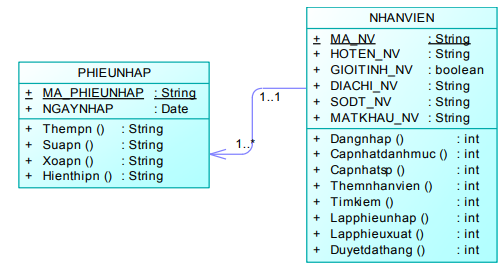 PHIEUNHAP
+ MA_PHIEUNHAP : String
+ NGAYNHAP : Date
+ Thempn () : String
+ Suapn () : String
+ Xoapn () : String
+ Hienthipn () : String
1..1
1..*
NHANVIEN
+ MA_NV : String
+ HOTEN_NV : String
+ GIOITINH_NV : boolean
+ DIACHI_NV : String
+ SODT_NV : String
+ MATKHAU_NV : String
+ Dangnhap () : int
+ Capnhatdanhmuc () : int
+ Capnhatsp () : int
+ Themnhanvien () : int
+ Timkiem () : int
+ Lapphieunhap () : int
+ Lapphieuxuat () : int
+ Duyetdathang () : int